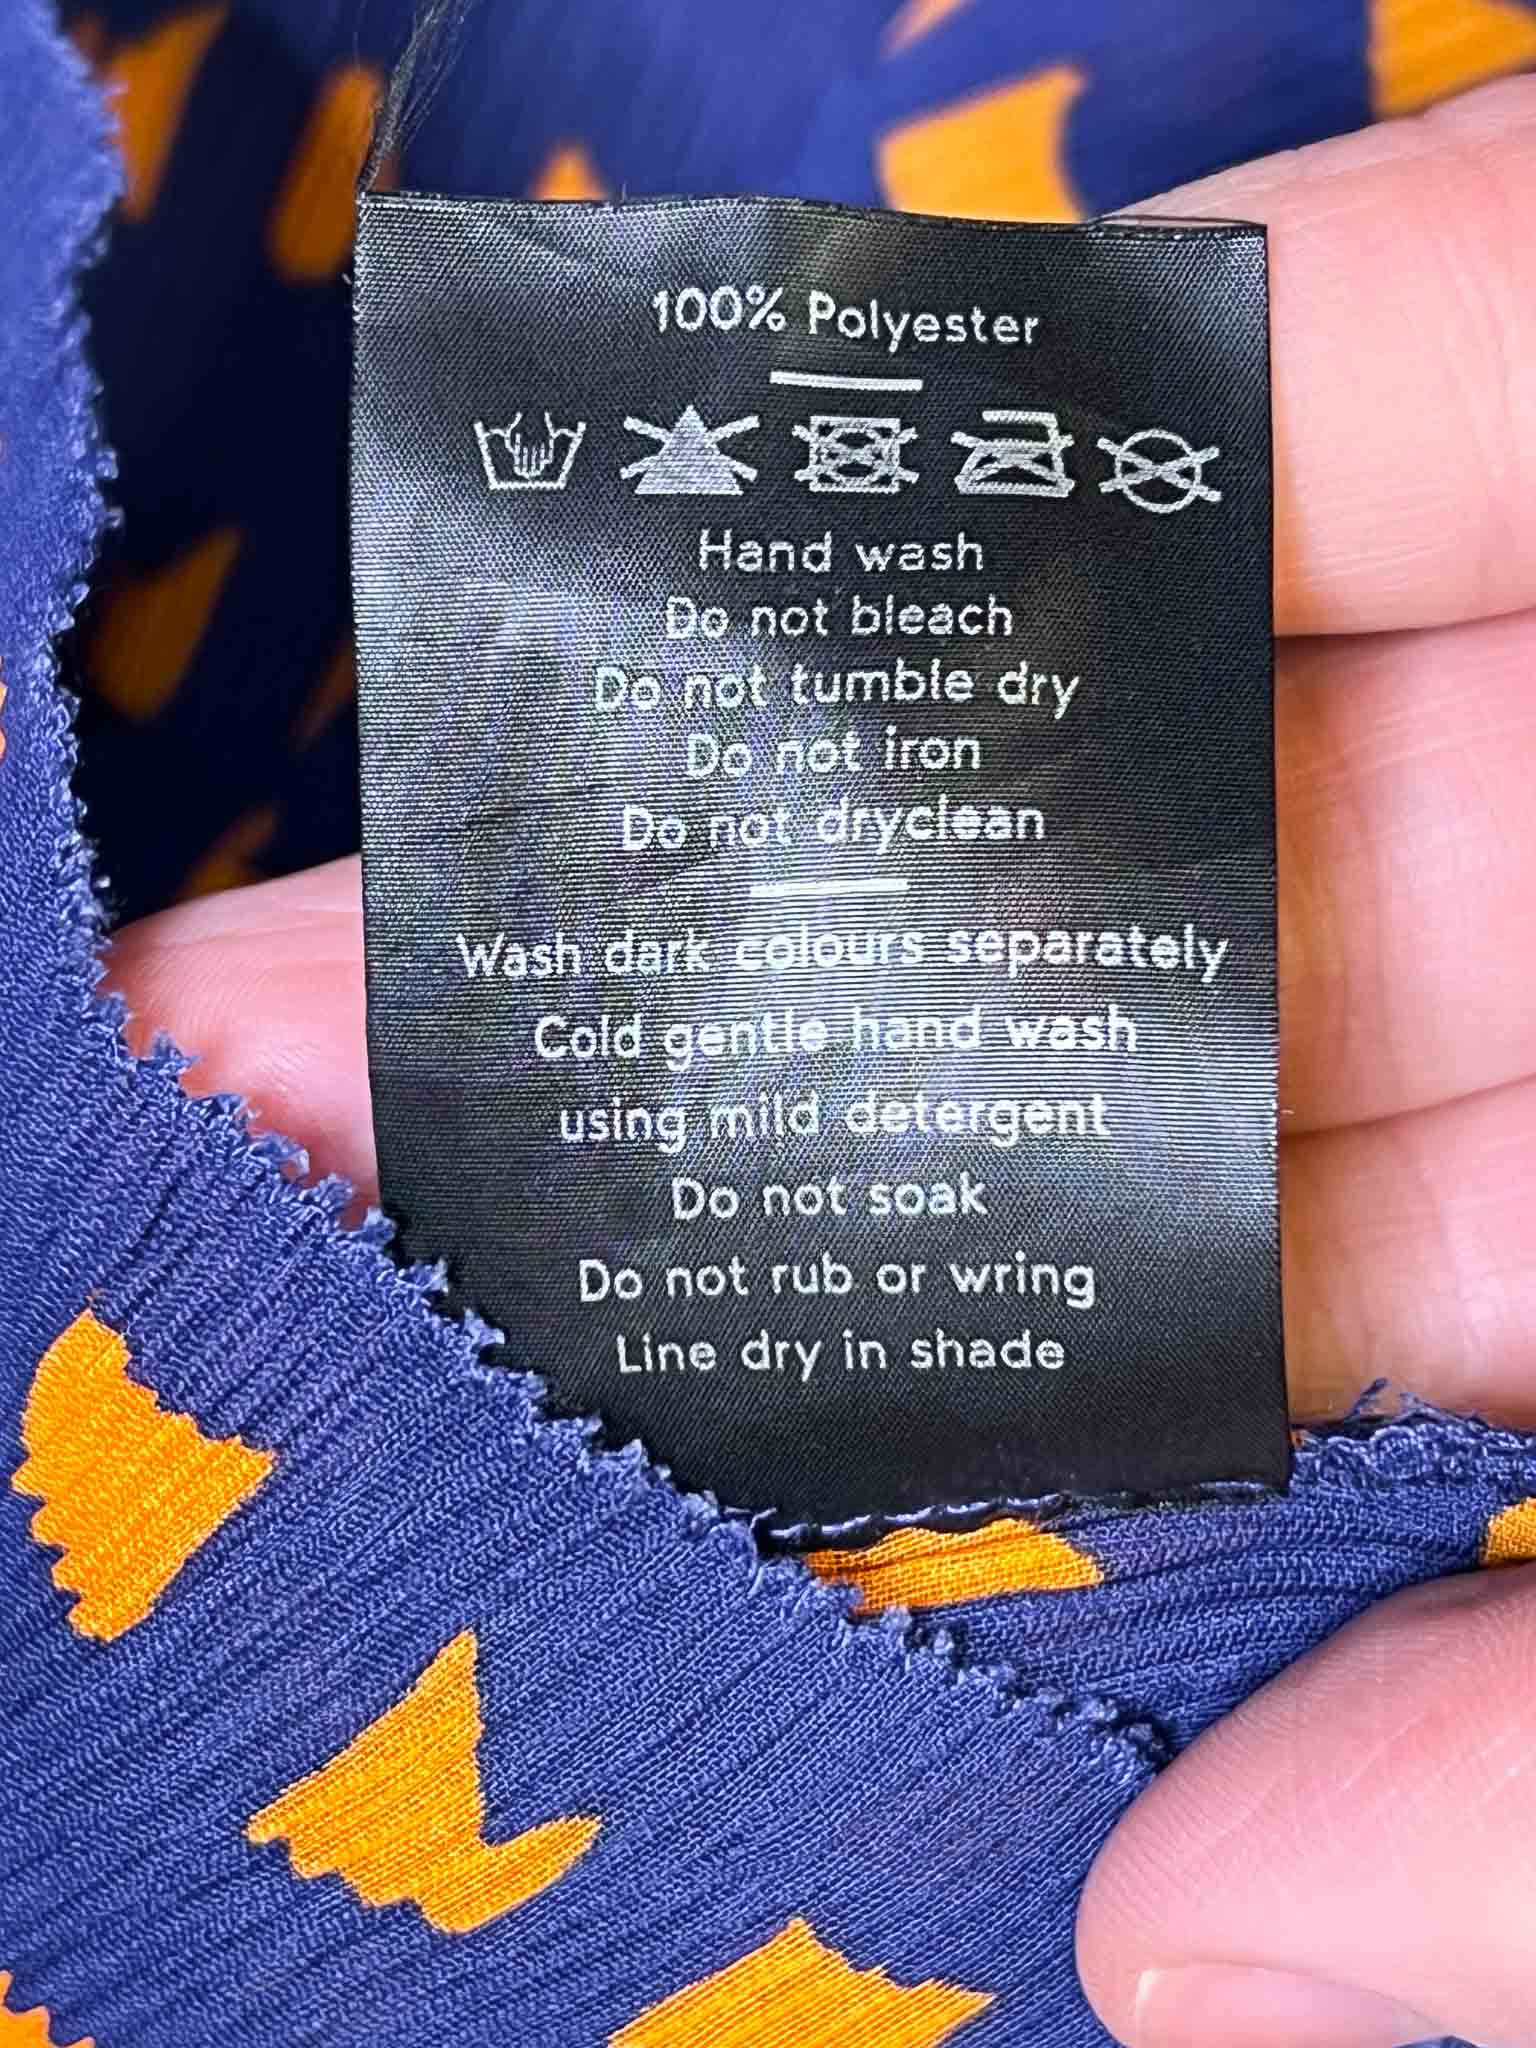 100% Polyester
Hand wash
Do not bleach
Do not tumble dry
Do not iron
Do not dryclean
Wash dark colours separately
Cold gentle hand wash
using mild detergent
Do not soak
Do not rub or wring
Line dry in shade